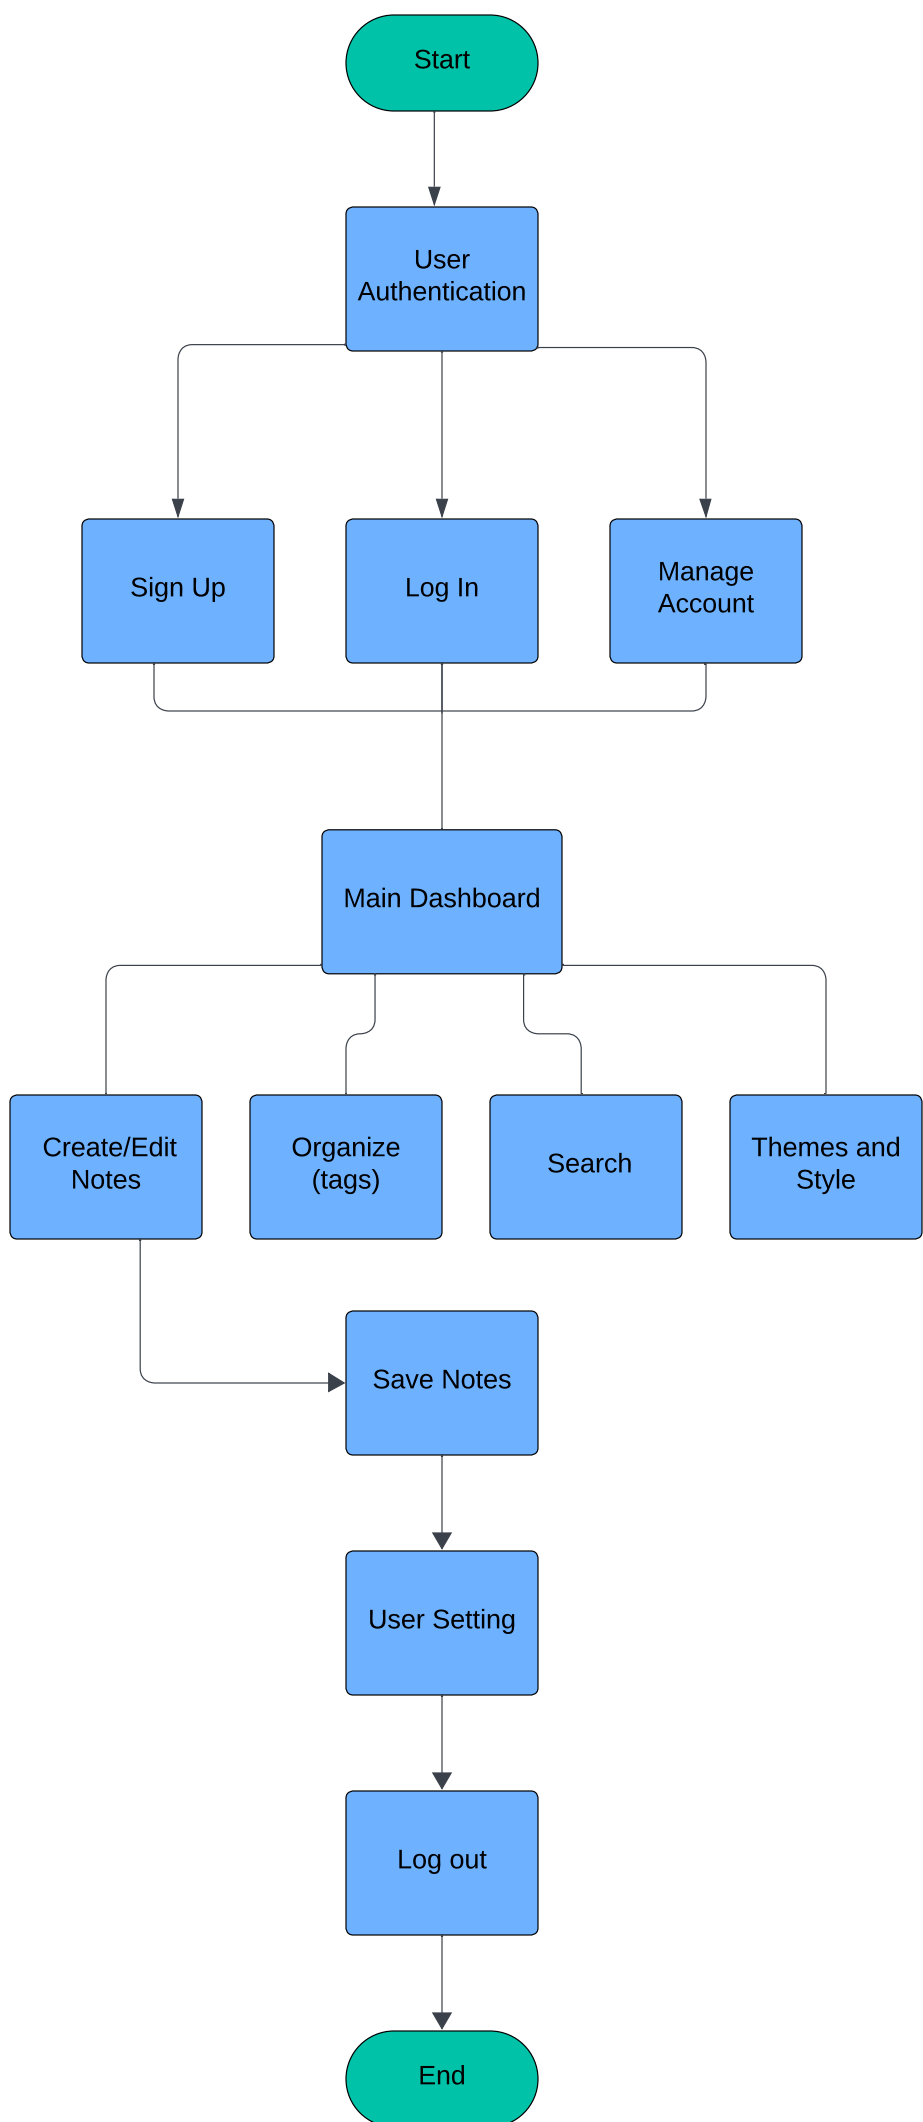 Start
User
Authentication
Sign Up
Log In
Manage
Account
Main Dashboard
Create/Edit
Notes
Organize
(tags)
Search
Themes and
Style
Save Notes
User Setting
Log out
End